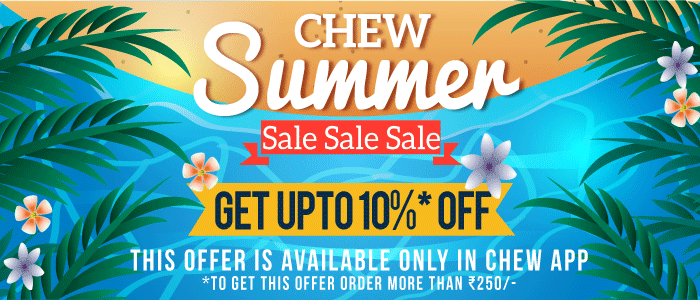 CHEW
Summer
Sale Sale Sale
GET UPTO 10%* OFF
THIS OFFER IS AVAILABLE ONLY IN CHEW APP
*TO GET THIS OFFER ORDER MORE THAN ₹250/-